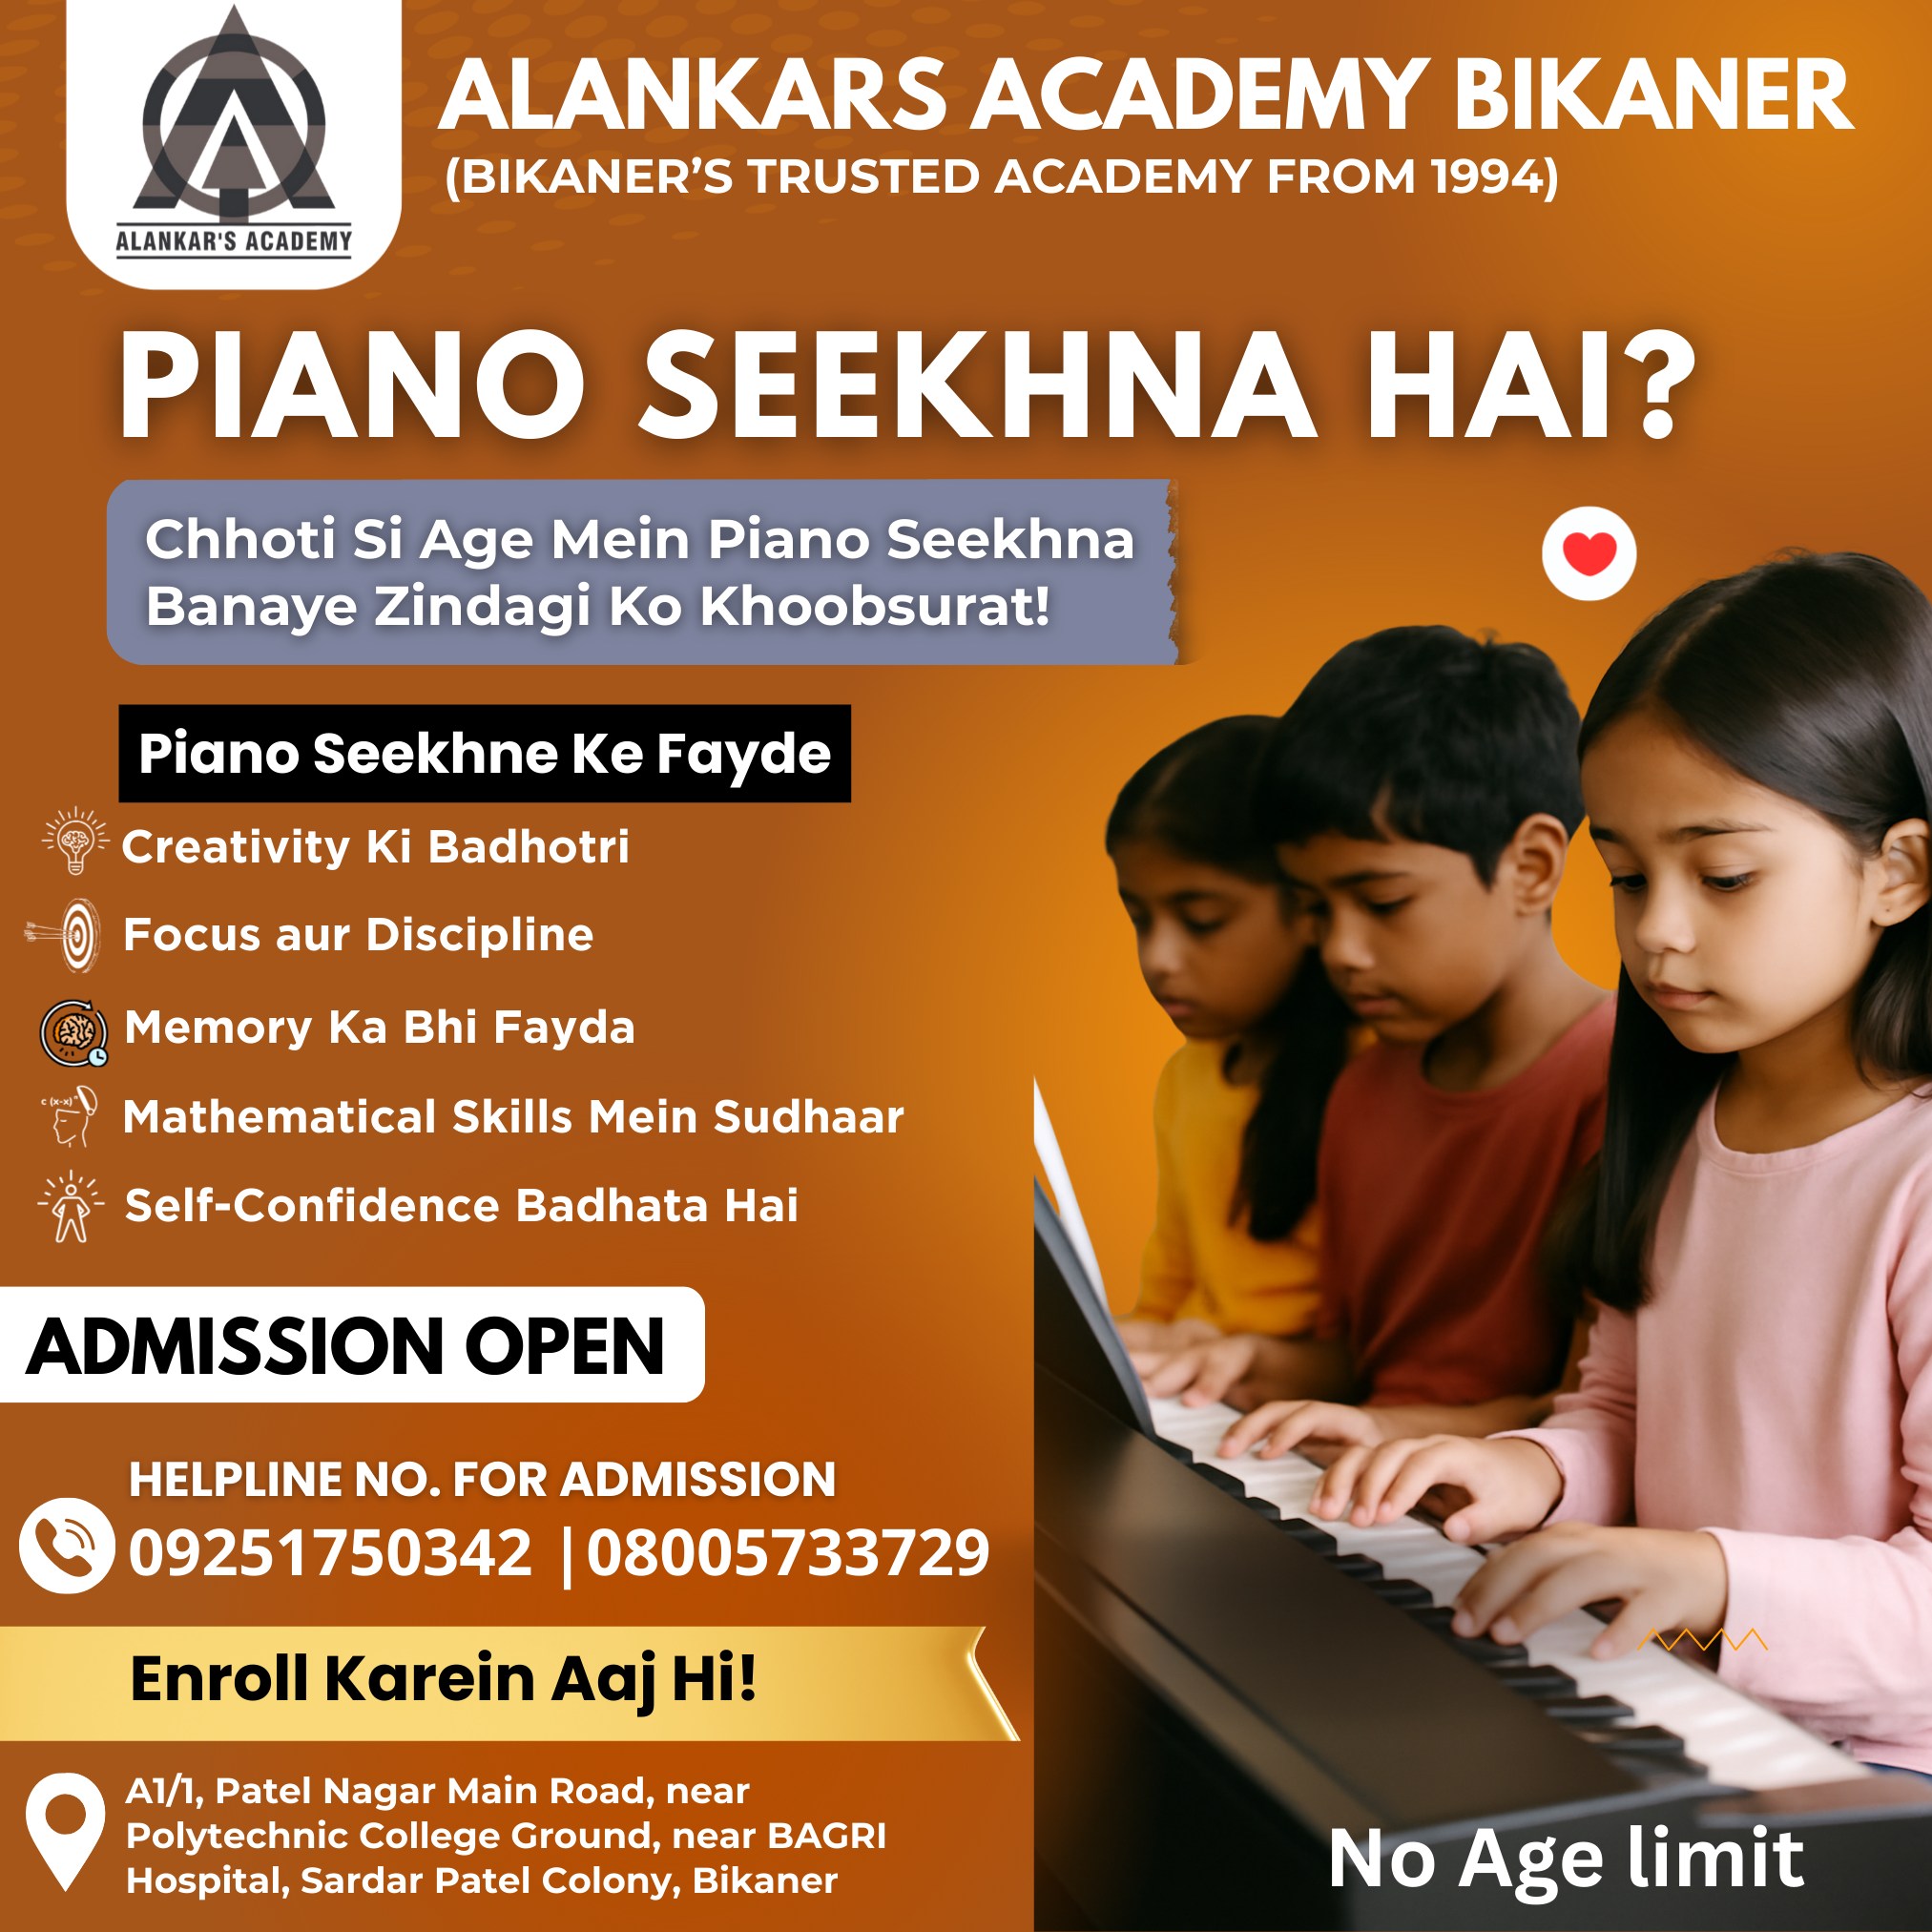 ALANKAR'S ACADEMY
ALANKARS ACADEMY BIKANER
(BIKANER'S TRUSTED ACADEMY FROM 1994)
PIANO SEEKHNA HAI?
Chhoti Si Age Mein Piano Seekhna
Banaye Zindagi Ko Khoobsurat!
Piano Seekhne Ke Fayde
Creativity Ki Badhotri
Focus aur Discipline
Memory Ka Bhi Fayda
Mathematical Skills Mein Sudhaar
Self-Confidence Badhata Hai
ADMISSION OPEN
HELPLINE NO. FOR ADMISSION
09251750342 |08005733729
Enroll Karein Aaj Hi!
A1/1, Patel Nagar Main Road, near
Polytechnic College Ground, near BAGRI
Hospital, Sardar Patel Colony, Bikaner
No Age limit